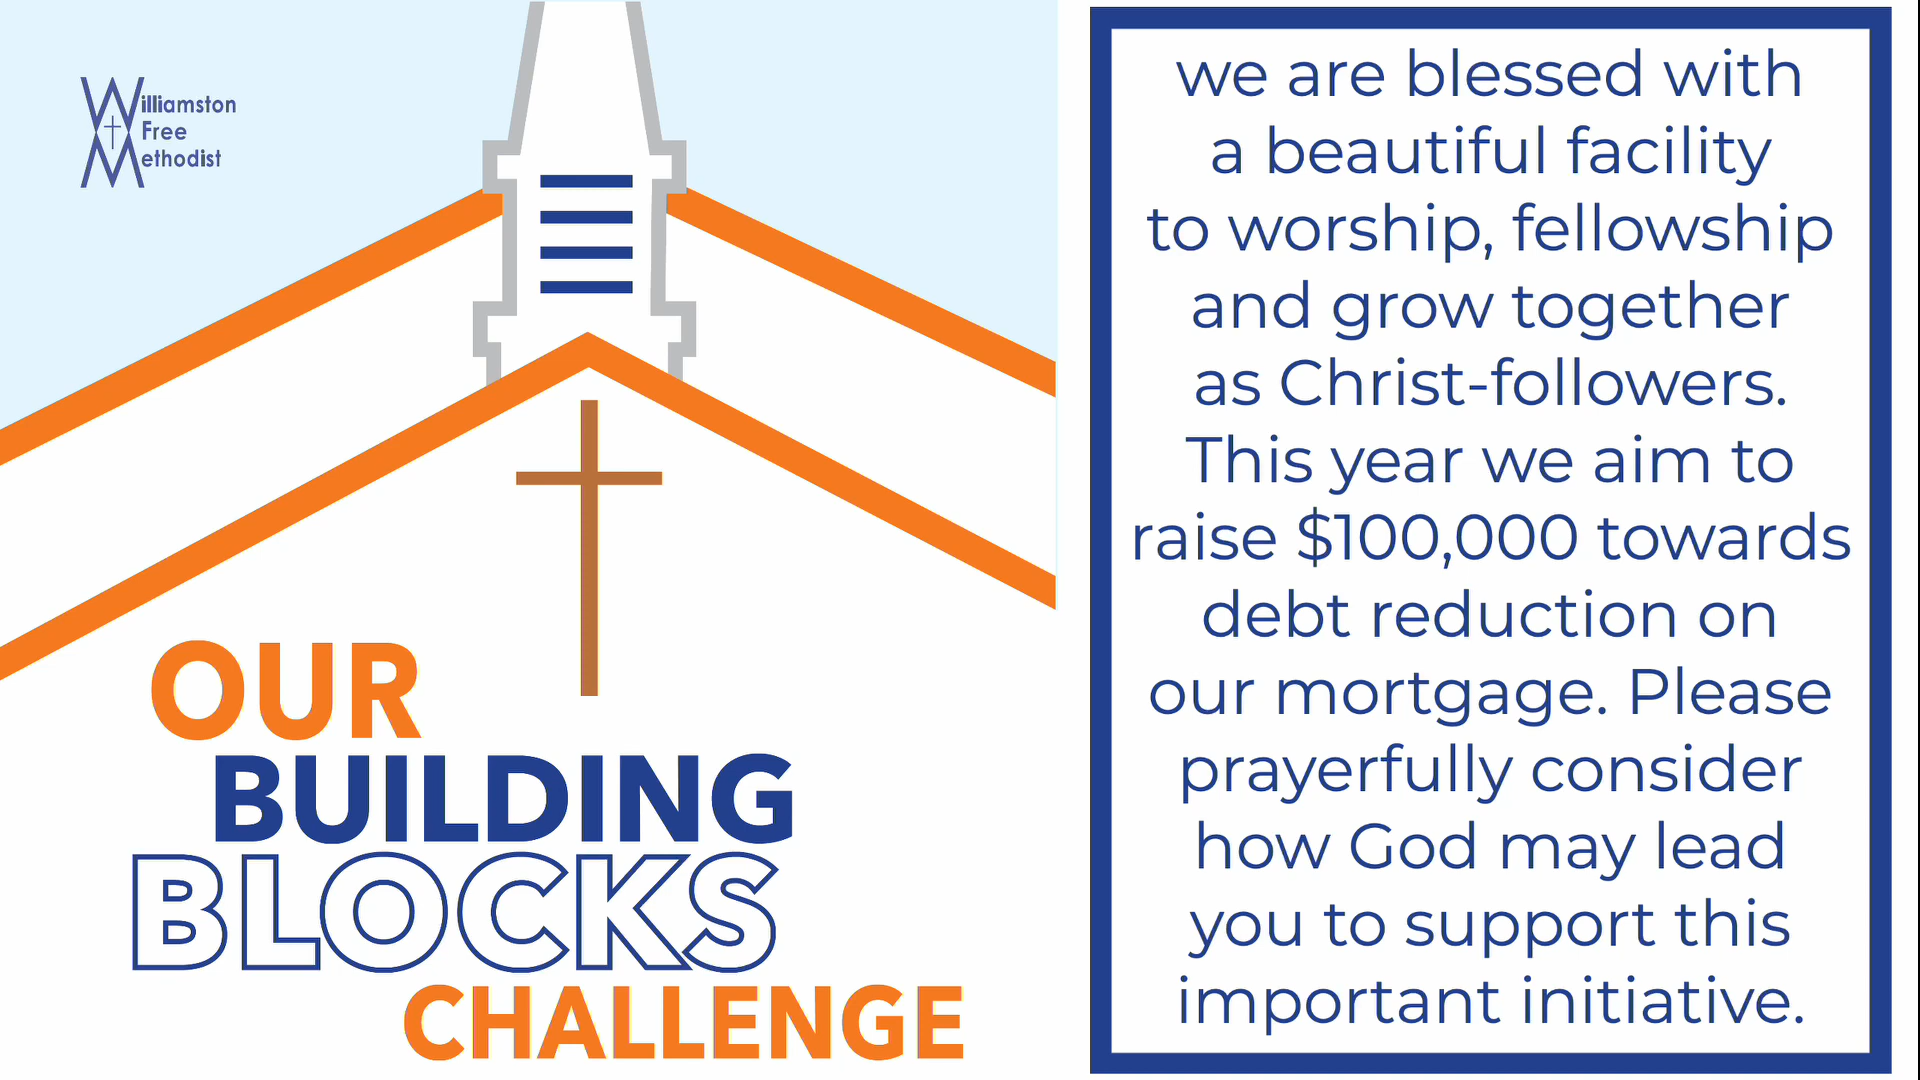 Williamston
Free
Methodist
OUR
BUILDING
BLOCKS
CHALLENGE
we are blessed with
a beautiful facility
to worship, fellowship
and grow together
as Christ-followers.
This year we aim to
raise $100,000 towards
debt reduction on
our mortgage. Please
prayerfully consider
how God may lead
you to support this
important initiative.